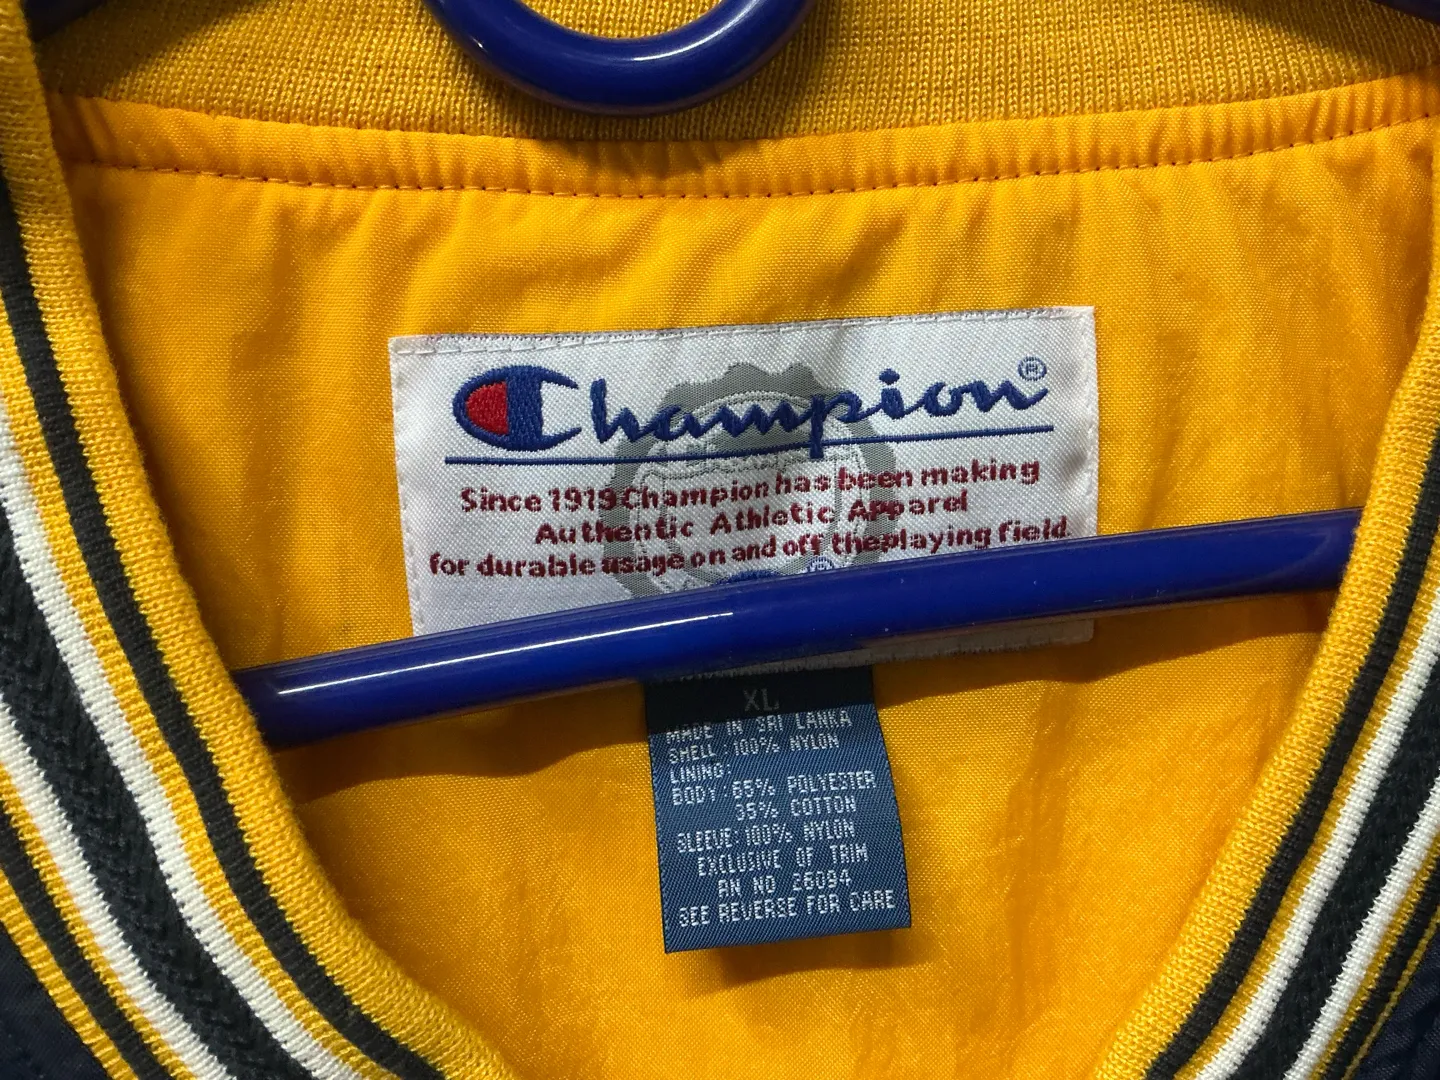 Champion®
Since 1919 Champion has been making
Authentic Athletic Apparel
for durable usage on and off the playing field.
XL
MADE IN SRI LANKA
SHELL: 100% NYLON
LINING:
BODY: 65% POLYESTER
35% COTTON
SLEEVE: 100% NYLON
EXCLUSIVE OF TRIM
RN NO 26094
SEE REVERSE FOR CARE